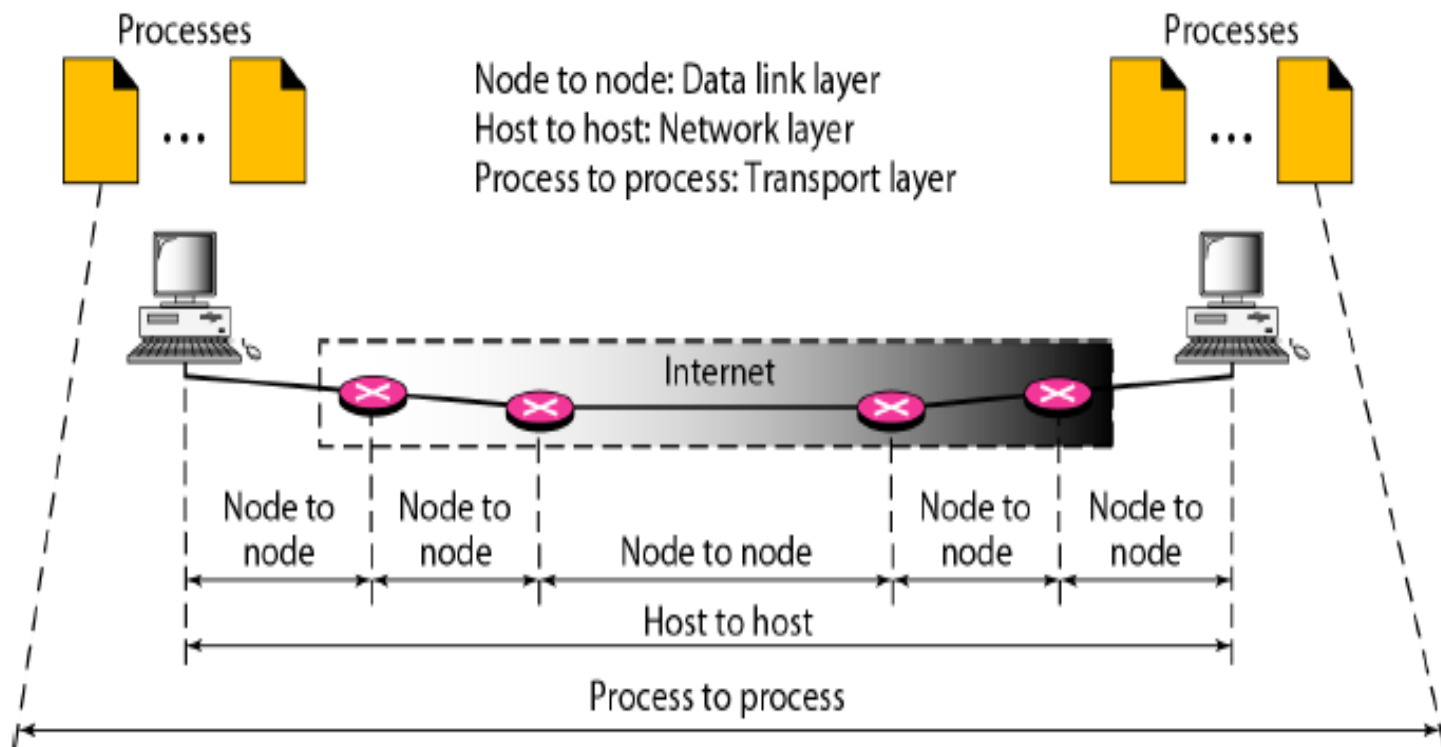 Processes
Processes
...
...
Node to node: Data link layer
Host to host: Network layer
Process to process: Transport layer
Internet
Node to
node
Node to
node
Node to node
Node to
node
Node to
node
Host to host
Process to process